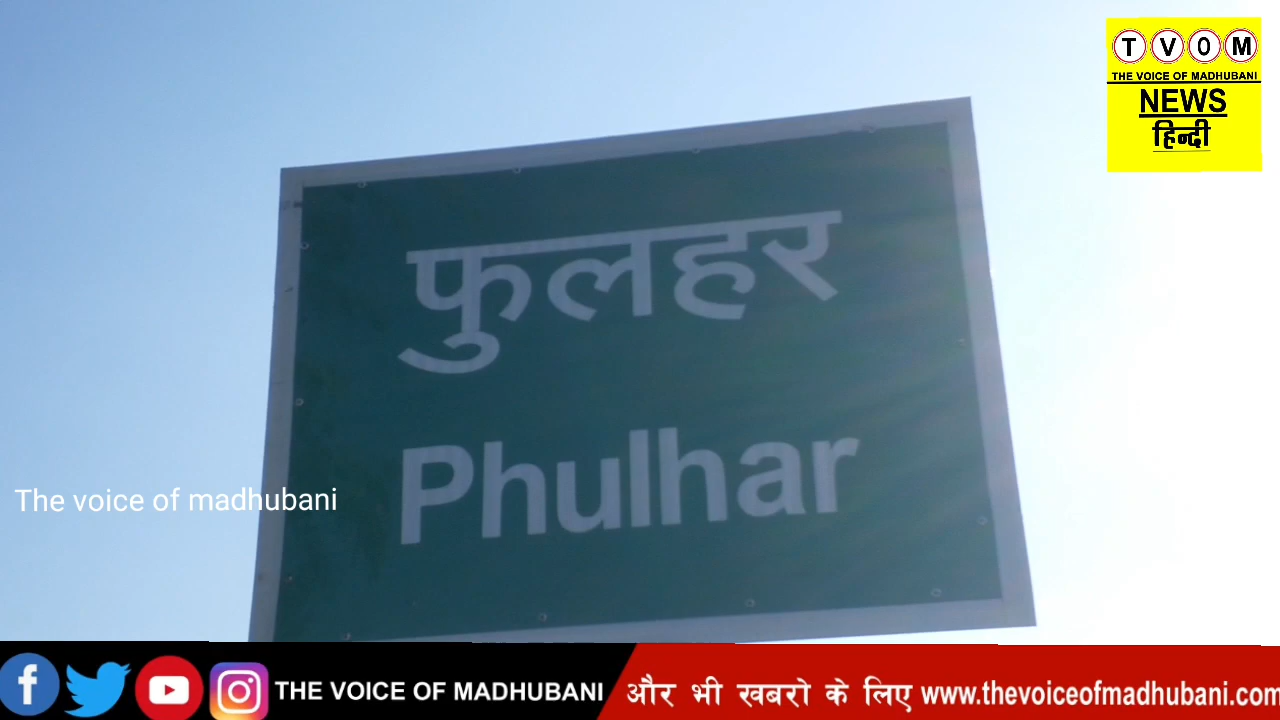 T V O M
THE VOICE OF MADHUBANI
NEWS
हिन्दी
फुलहर
Phulhar
The voice of madhubani
THE VOICE OF MADHUBANI
और भी खबरो के लिए www.thevoiceofmadhubani.com